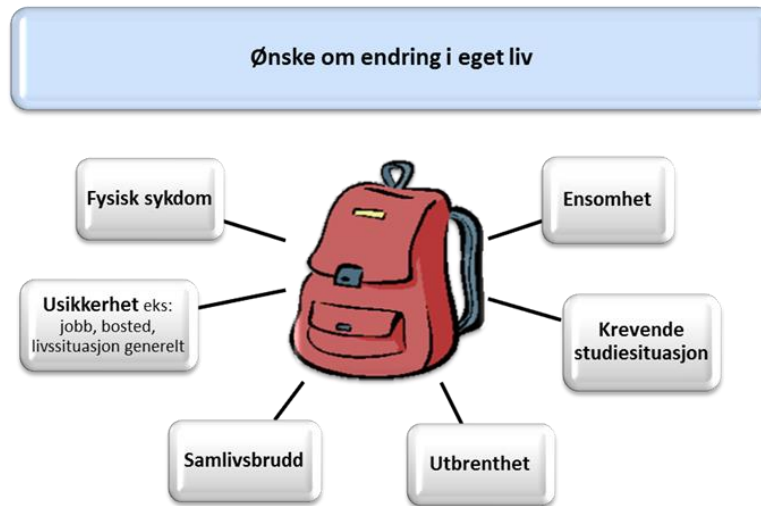 Ønske om endring i eget liv
Fysisk sykdom
Ensomhet
Usikkerhet eks:
jobb, bosted,
livssituasjon generelt
Krevende
studiesituasjon
Samlivsbrudd
Utbrenthet